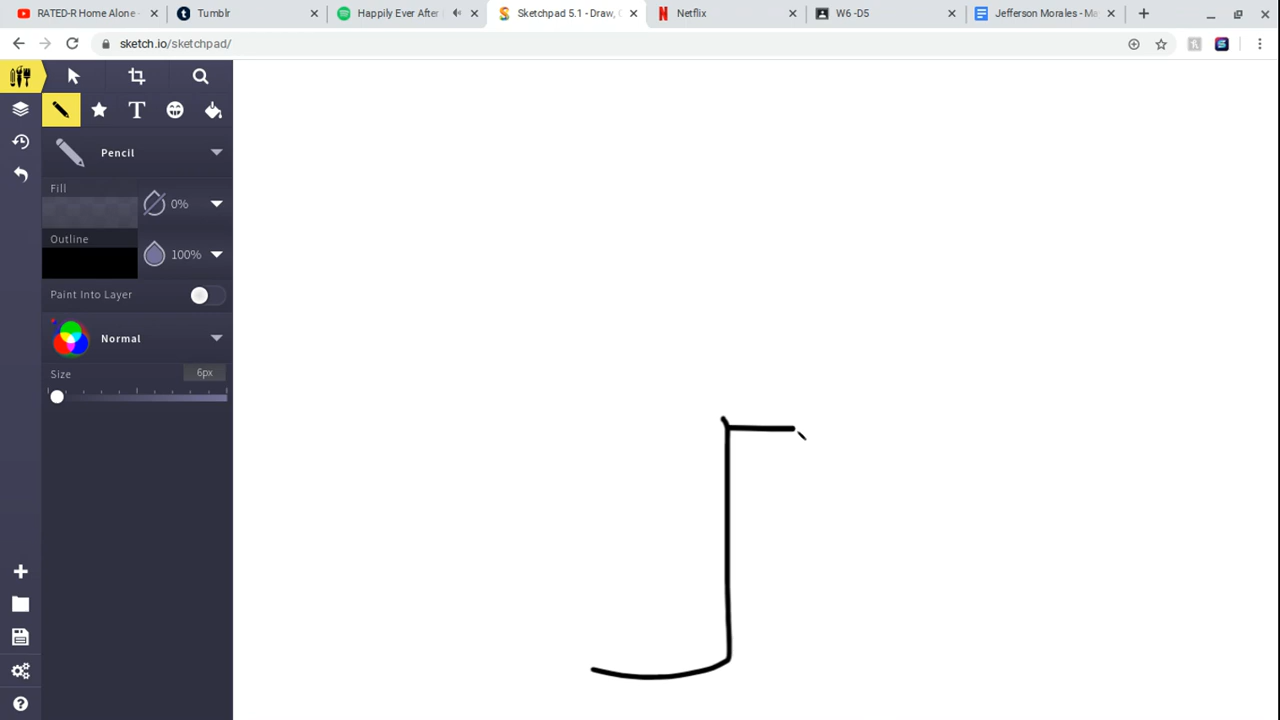 RATED-R Home Alone -
Tumblr
Happily Ever After
Sketchpad 5.1 - Draw, C
Netflix
W6 -D5
Jefferson Morales - Ma
sketch.io/sketchpad/
T
Pencil
Fill
0%
Outline
100%
Paint Into Layer
Normal
Size
6px